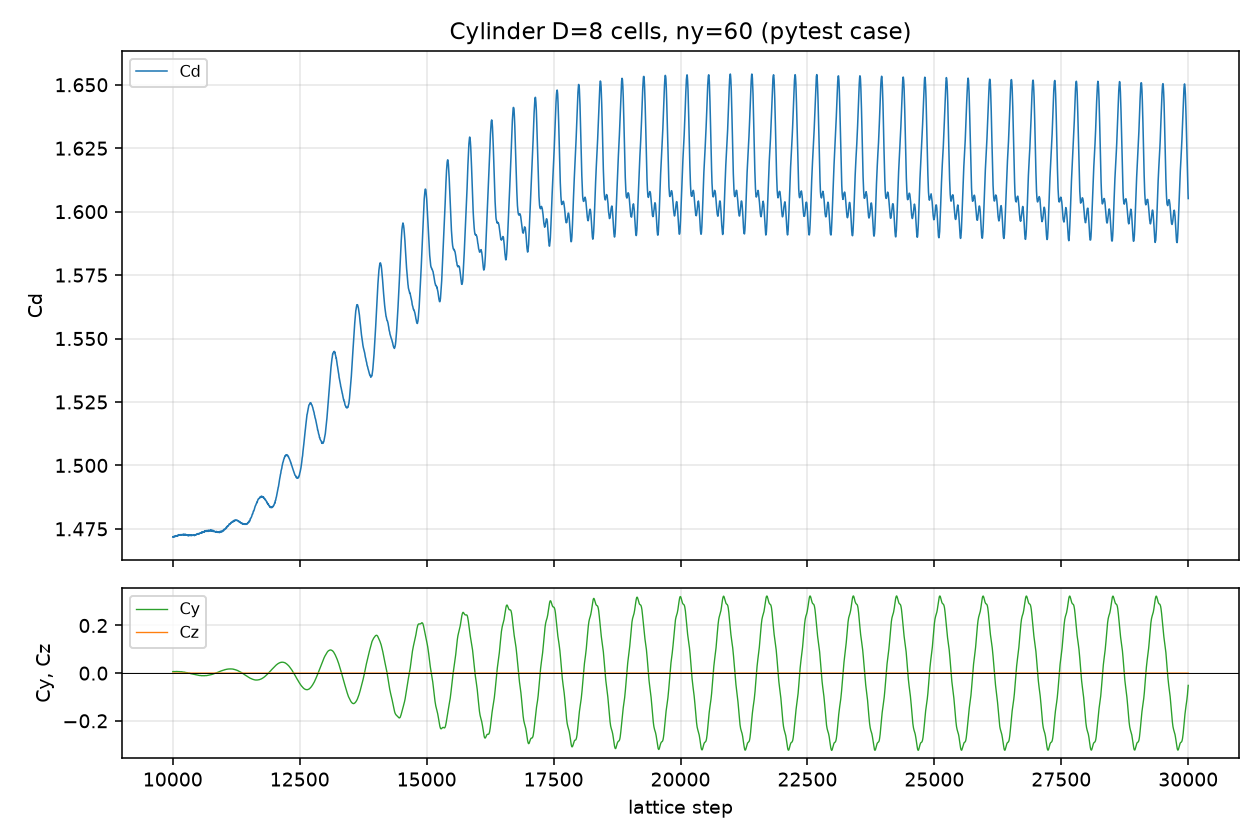 Cylinder D=8 cells, ny=60 (pytest case)
Cd
1.650
1.625
1.600
1.575
1.550
1.525
1.500
1.475
Cd
Cy
Cz
0.2
0.0
−0.2
Cy, Cz
10000 12500 15000 17500 20000 22500 25000 27500 30000
lattice step